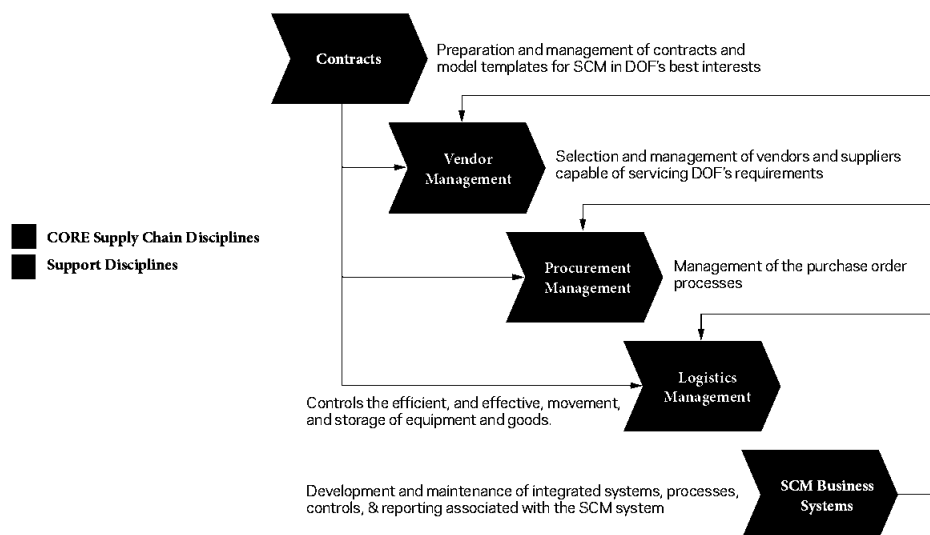 Contracts
Preparation and management of contracts and
model templates for SCM in DOF's best interests
Vendor
Management
Selection and management of vendors and suppliers
capable of servicing DOF's requirements
CORE Supply Chain Disciplines
Support Disciplines
Procurement
Management
Management of the purchase order
processes
Logistics
Management
Controls the efficient, and effective, movement,
and storage of equipment and goods.
SCM Business
Systems
Development and maintenance of integrated systems, processes,
controls, & reporting associated with the SCM system